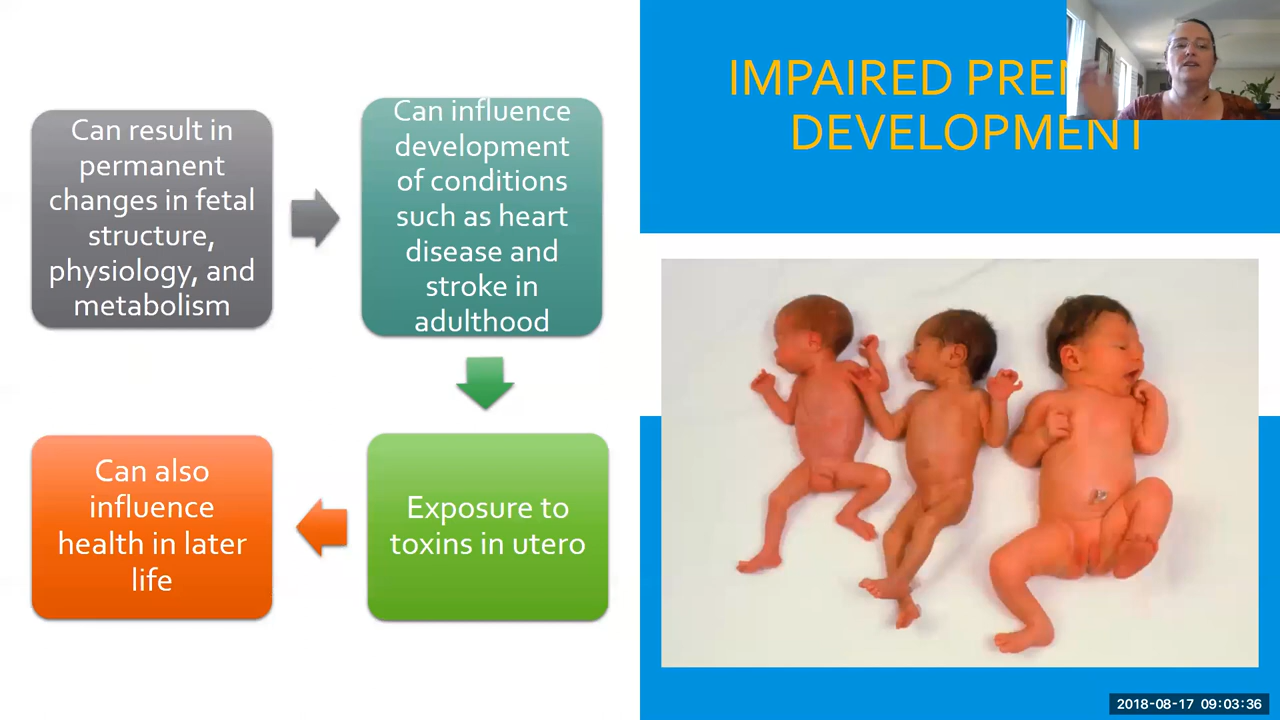 IMPAIRED
DEVELOPMENT
Can result in
permanent
changes in fetal
structure,
physiology, and
metabolism
Can influence
development
of conditions
such as heart
disease and
stroke in
adulthood
Exposure to
toxins in utero
Can also
influence
health in later
life
2018-08-17 09:03:36